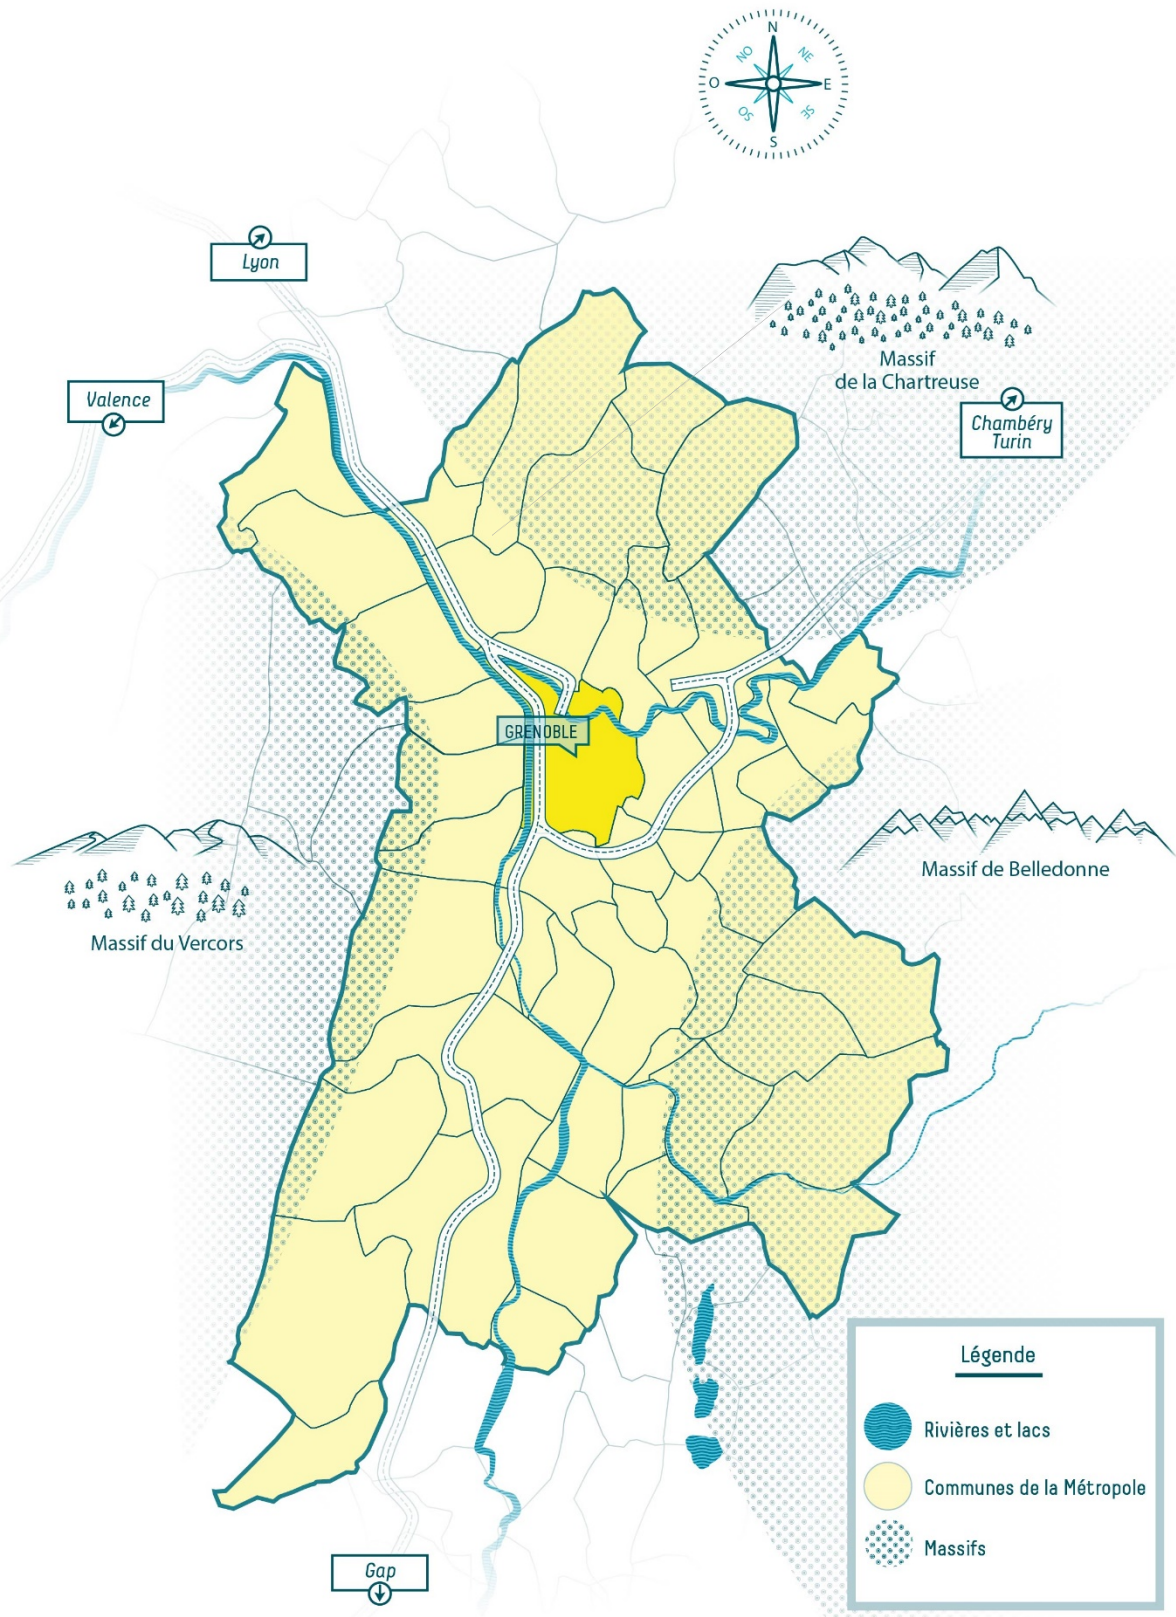 N
NO
NE
O
E
SO
SE
S
Lyon
Massif
de la Chartreuse
Valence
Chambéry
Turin
GRENOBLE
Massif de Belledonne
Massif du Vercors
Légende
Rivières et lacs
Communes de la Métropole
Massifs
Gap